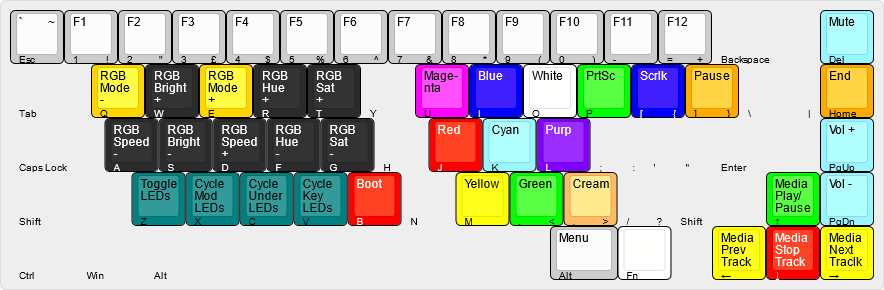 ` ~ F1 F2 F3 F4 F5 F6 F7 F8 F9 F10 F11 F12 Mute
Esc 1 ! 2 " 3 £ 4 $ 5 % 6 ^ 7 & 8 * 9 ( 0 ) - _ = + Backspace Del
RGB Mode - RGB Bright + RGB Mode + RGB Hue + RGB Sat + Mage-nta Blue White PrtSc Scrlk Pause End
Tab Q W E R T Y U I O P [ { ] } \ | Home
RGB Speed - RGB Bright - RGB Speed + RGB Hue - RGB Sat - Red Cyan Purp Vol +
Caps Lock A S D F G H J K L ; : ' " Enter PgUp
Toggle LEDs Cycle Mod LEDs Cycle Under LEDs Cycle Key LEDs Boot Yellow Green Cream Media Play/ Pause Vol -
Shift Z X C V B N M , < . > / ? Shift ↑ PgDn
Menu Media Prev Track Media Stop Track Media Next Traclk
Ctrl Win Alt Alt Fn ← ↓ →